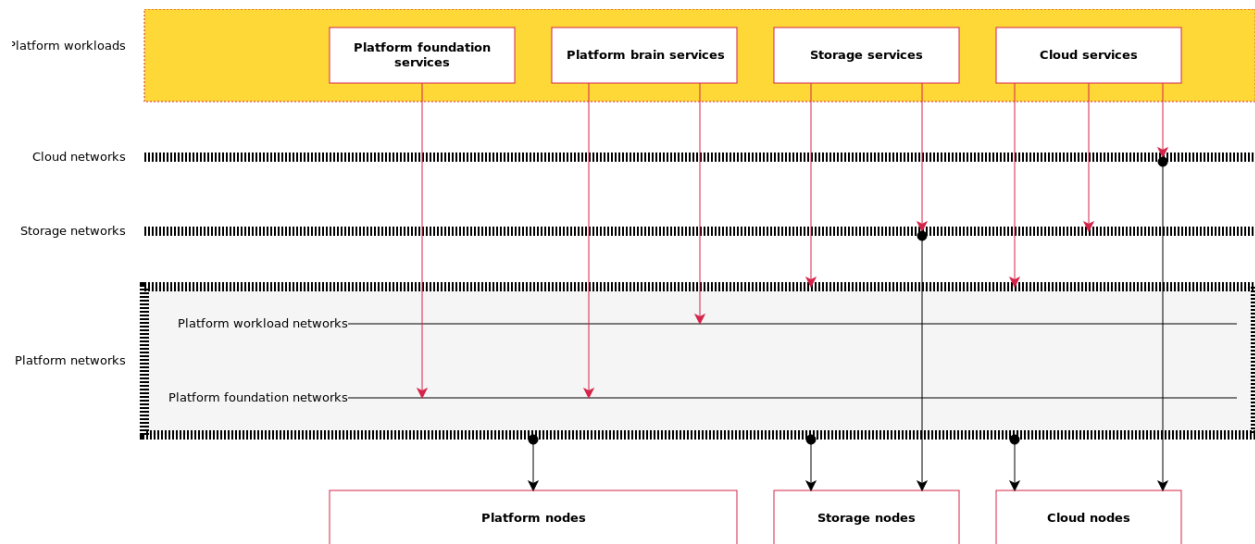 Platform workloads
Platform foundation
services
Platform brain services
Storage services
Cloud services
Cloud networks
Storage networks
Platform workload networks
Platform networks
Platform foundation networks
Platform nodes
Storage nodes
Cloud nodes